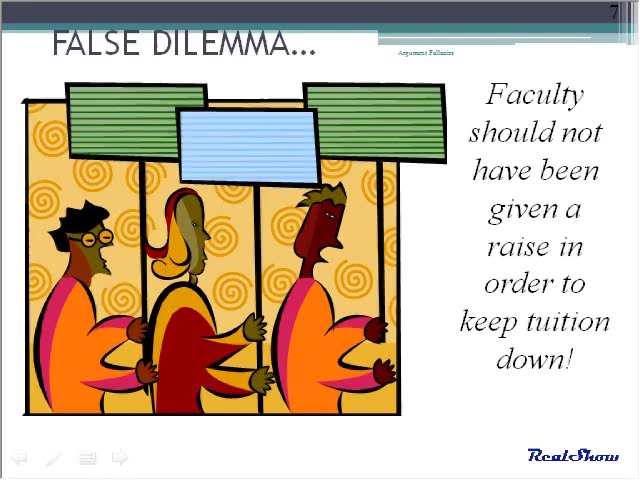 7
FALSE DILEMMA...
Argument Fallacies
Faculty
should not
have been
given a
raise in
order to
keep tuition
down!
RealShow